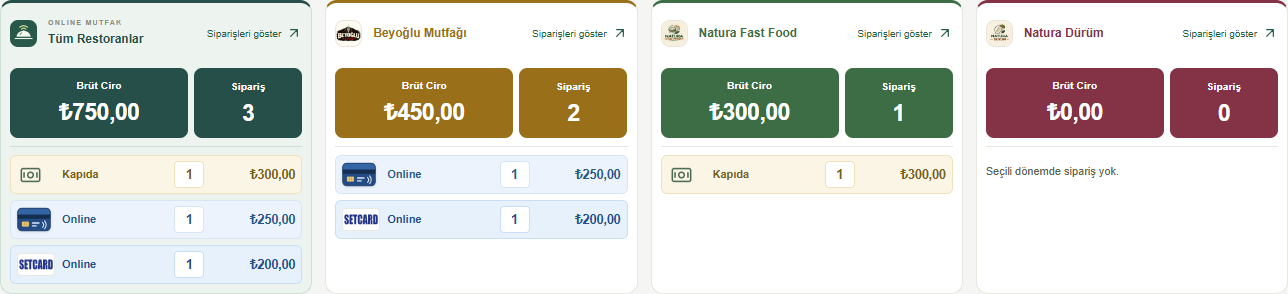 ONLINE MUTFAK
Tüm Restoranlar
Siparişleri göster
Brüt Ciro
₺750,00
Sipariş
3
Kapıda
1
₺300,00
Online
1
₺250,00
SETCARD
Online
1
₺200,00
BEYOĞLU
Beyoğlu Mutfağı
Siparişleri göster
Brüt Ciro
₺450,00
Sipariş
2
Online
1
₺250,00
SETCARD
Online
1
₺200,00
NATURA
Natura Fast Food
Siparişleri göster
Brüt Ciro
₺300,00
Sipariş
1
Kapıda
1
₺300,00
NATURA
Natura Dürüm
Siparişleri göster
Brüt Ciro
₺0,00
Sipariş
0
Seçili dönemde sipariş yok.